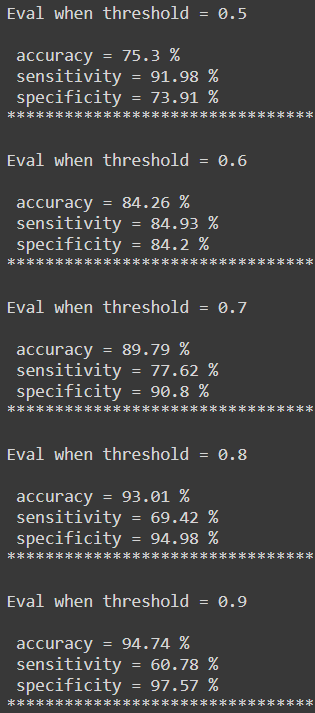 Eval when threshold = 0.5
accuracy = 75.3 %
sensitivity = 91.98 %
specificity = 73.91 %
********************************
Eval when threshold = 0.6
accuracy = 84.26 %
sensitivity = 84.93 %
specificity = 84.2 %
********************************
Eval when threshold = 0.7
accuracy = 89.79 %
sensitivity = 77.62 %
specificity = 90.8 %
********************************
Eval when threshold = 0.8
accuracy = 93.01 %
sensitivity = 69.42 %
specificity = 94.98 %
********************************
Eval when threshold = 0.9
accuracy = 94.74 %
sensitivity = 60.78 %
specificity = 97.57 %
********************************